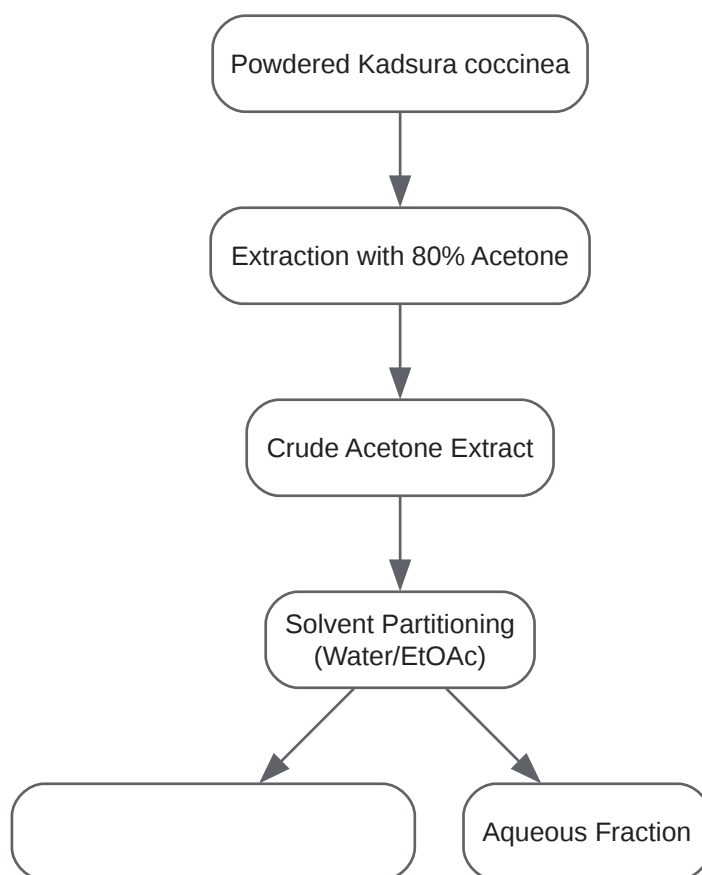 Powdered Kadsura coccinea
Extraction with 80% Acetone
Crude Acetone Extract
Solvent Partitioning
(Water/EtOAc)
Aqueous Fraction